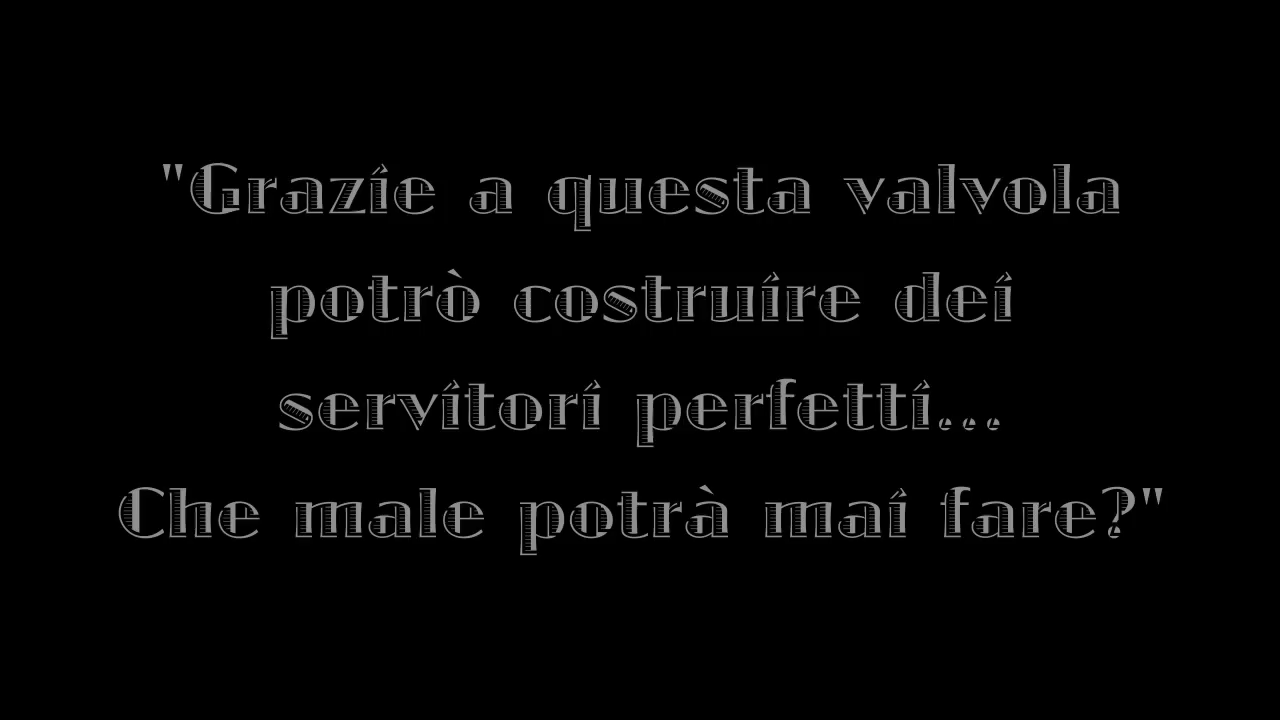 "Grazie a questa valvola
potrò costruire dei
servitori perfetti...
Che male potrà mai fare?"